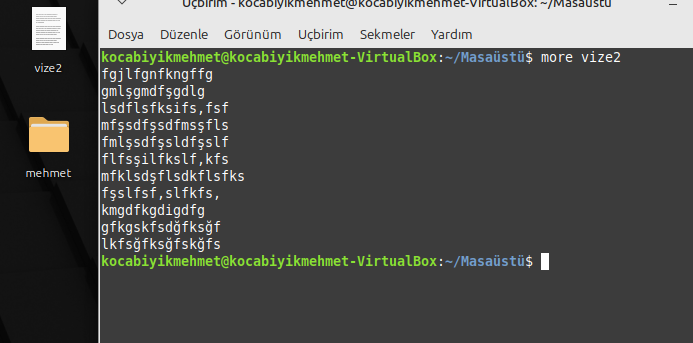 Uçbirim - kocabiyikmehmet@kocabiyikmehmet-VirtualBox: ~/Masaüstü
Dosya Düzenle Görünüm Uçbirim Sekmeler Yardım
vize2
mehmet
kocabiyikmehmet@kocabiyikmehmet-VirtualBox:~/Masaüstü$ more vize2
fgjlfgnfkngffg
gmlşgmdfşgdlg
lsdflsfksifs,fsf
mfşsdfşsdfmsşfls
fmlşsdfşsldfşslf
flfsşilfkslf,kfs
mfklsdşflsdkflsfks
fşslfsf,slfkfs,
kmgdfkgdigdfg
gfkgskfsdğfksğf
lkfsğfksğfskğfs
kocabiyikmehmet@kocabiyikmehmet-VirtualBox:~/Masaüstü$